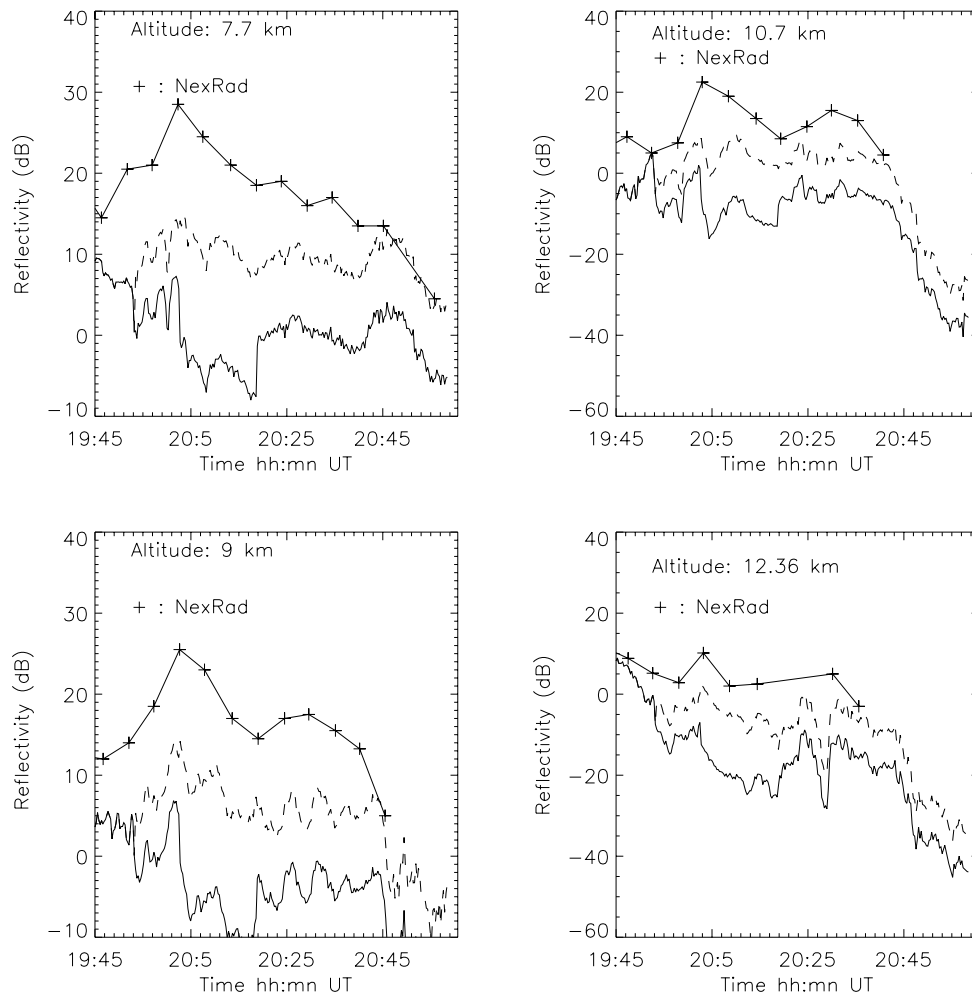 40
30
20
10
0
−10
Reflectivity (dB)
Altitude: 7.7 km
+ : NexRad
19:45 20:5 20:25 20:45
Time hh:mn UT
40
20
0
−20
−40
−60
Reflectivity (dB)
Altitude: 10.7 km
+ : NexRad
19:45 20:5 20:25 20:45
Time hh:mn UT
40
30
20
10
0
−10
Reflectivity (dB)
Altitude: 9 km
+ : NexRad
19:45 20:5 20:25 20:45
Time hh:mn UT
40
20
0
−20
−40
−60
Reflectivity (dB)
Altitude: 12.36 km
+ : NexRad
19:45 20:5 20:25 20:45
Time hh:mn UT